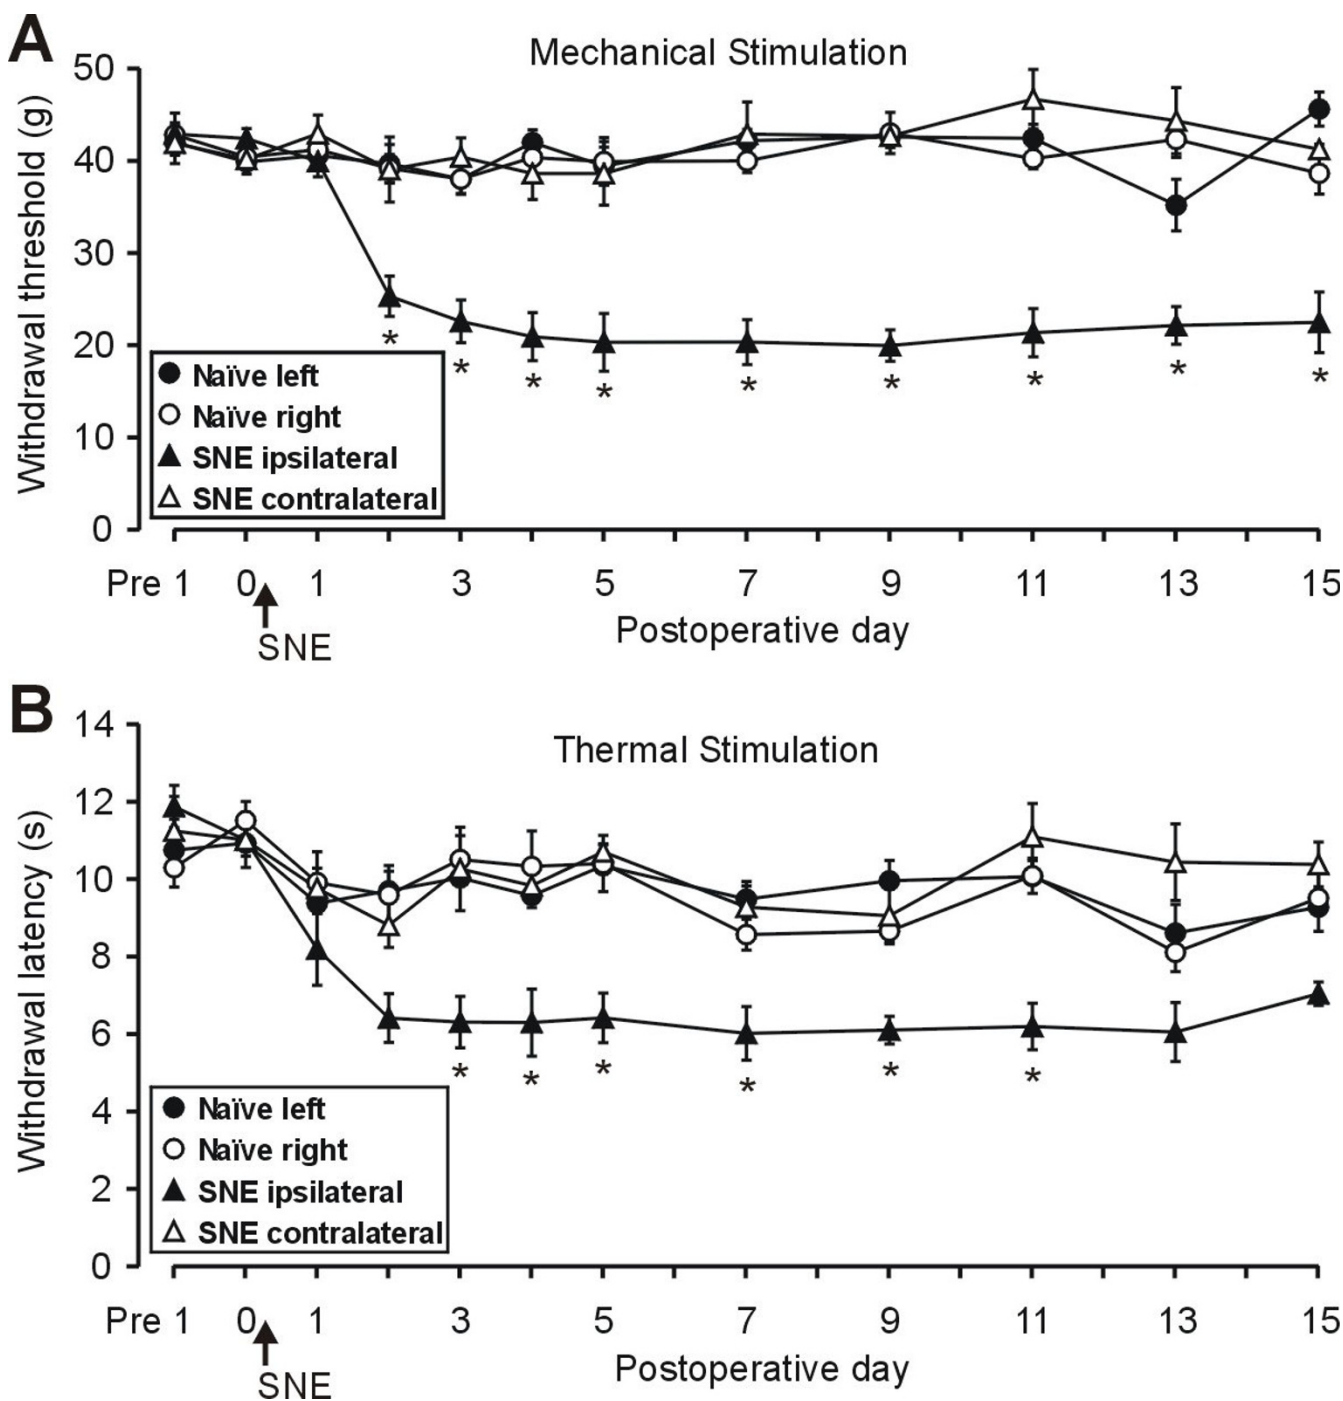 A
Mechanical Stimulation
Withdrawal threshold (g)
50
40
30
20
10
0
* * * * * * * * *
Naïve left
Naïve right
SNE ipsilateral
SNE contralateral
Pre 1 0 1 3 5 7 9 11 13 15
SNE
Postoperative day
B
Thermal Stimulation
Withdrawal latency (s)
14
12
10
8
6
4
2
0
* * * * * *
Naïve left
Naïve right
SNE ipsilateral
SNE contralateral
Pre 1 0 1 3 5 7 9 11 13 15
SNE
Postoperative day